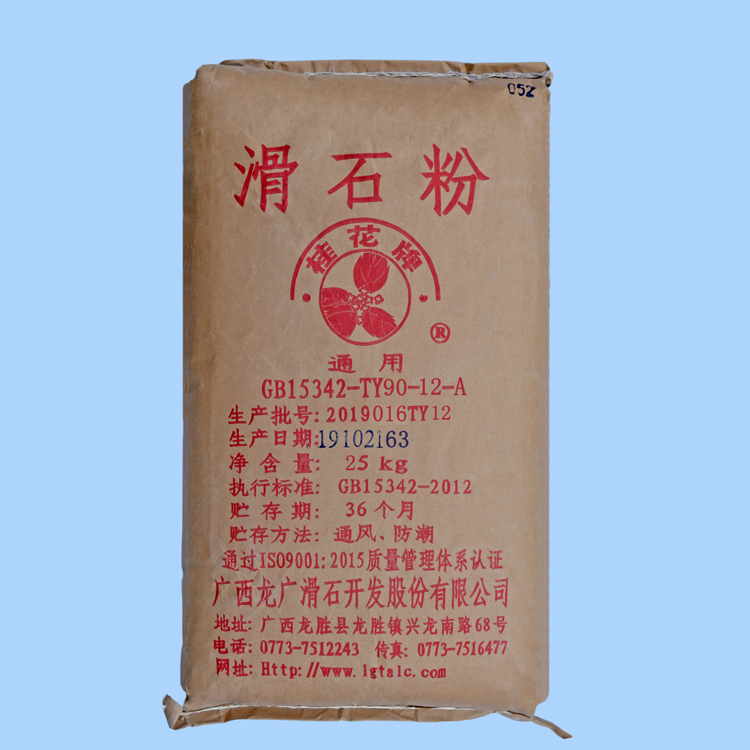 052
滑石粉
桂花牌
®
通用
GB15342-TY90-12-A
生产批号:2019016TY12
生产日期:19102163
净含量: 25 kg
执行标准: GB15342-2012
贮存期: 36个月
贮存方法: 通风、防潮
通过ISO9001:2015质量管理体系认证
广西龙广滑石开发股份有限公司
地址: 广西龙胜县龙胜镇兴龙南路68号
电话: 0773-7512243 传真: 0773-7516477
网址: Http://www.lgtalc.com